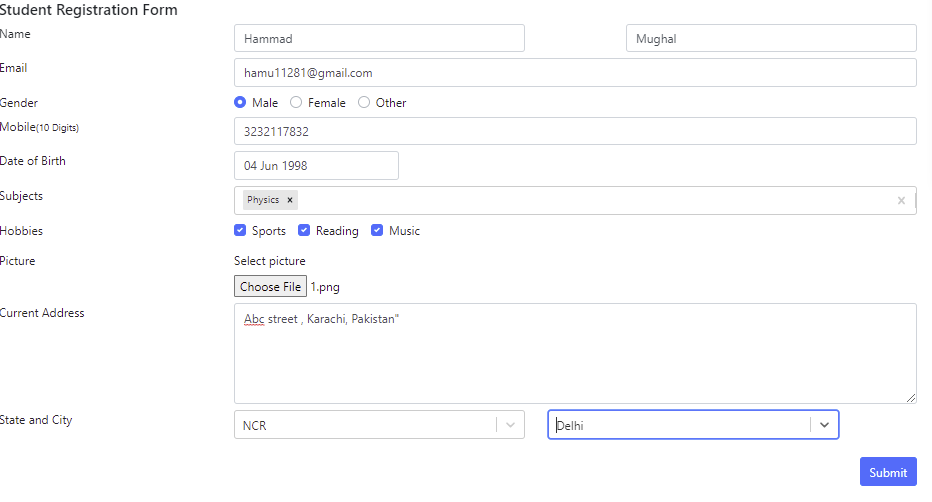 Student Registration Form
Name Hammad Mughal
Email hamu11281@gmail.com
Gender Male Female Other
Mobile(10 Digits) 3232117832
Date of Birth 04 Jun 1998
Subjects Physics ×
Hobbies Sports Reading Music
Picture Select picture
Choose File 1.png
Current Address Abc street , Karachi, Pakistan"
State and City NCR Delhi
Submit